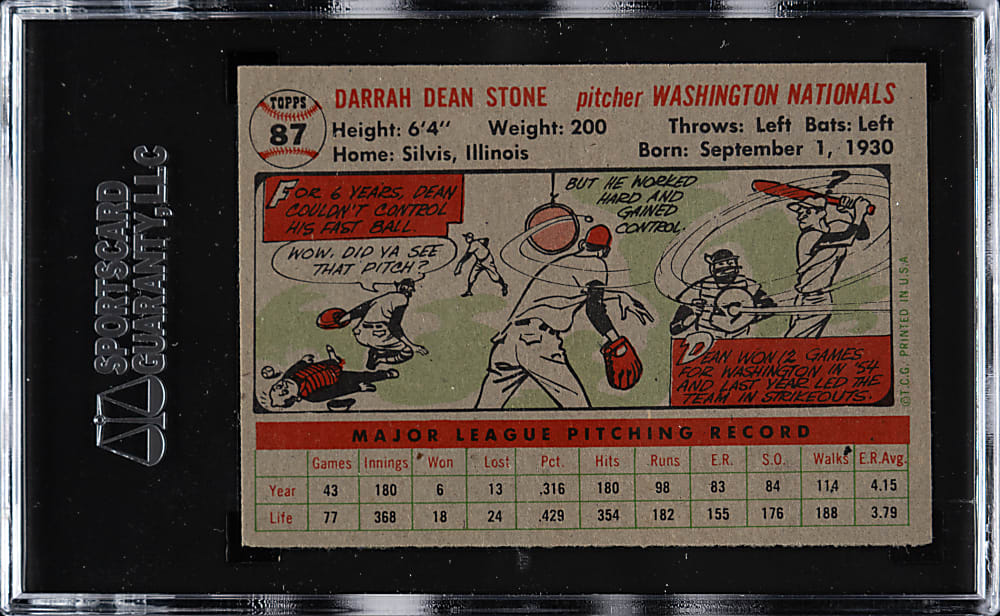 SPORTSCARD
GUARANTY, LLC
TOPPS
87
DARRAH DEAN STONE pitcher WASHINGTON NATIONALS
Height: 6'4" Weight: 200 Throws: Left Bats: Left
Home: Silvis, Illinois Born: September 1, 1930
FOR 6 YEARS, DEAN
COULDN'T CONTROL
HIS FAST BALL.
WOW. DID YA SEE
THAT PITCH?
BUT HE WORKED
HARD AND
GAINED
CONTROL.
?
DEAN WON 12 GAMES
FOR WASHINGTON IN '54
AND LAST YEAR LED THE
TEAM IN STRIKEOUTS.
©T.C.G. PRINTED IN U.S.A.
MAJOR LEAGUE PITCHING RECORD
Games Innings Won Lost Pct. Hits Runs E.R. S.O. Walks E.R.Avg.
Year 43 180 6 13 .316 180 98 83 84 114 4.15
Life 77 368 18 24 .429 354 182 155 176 188 3.79